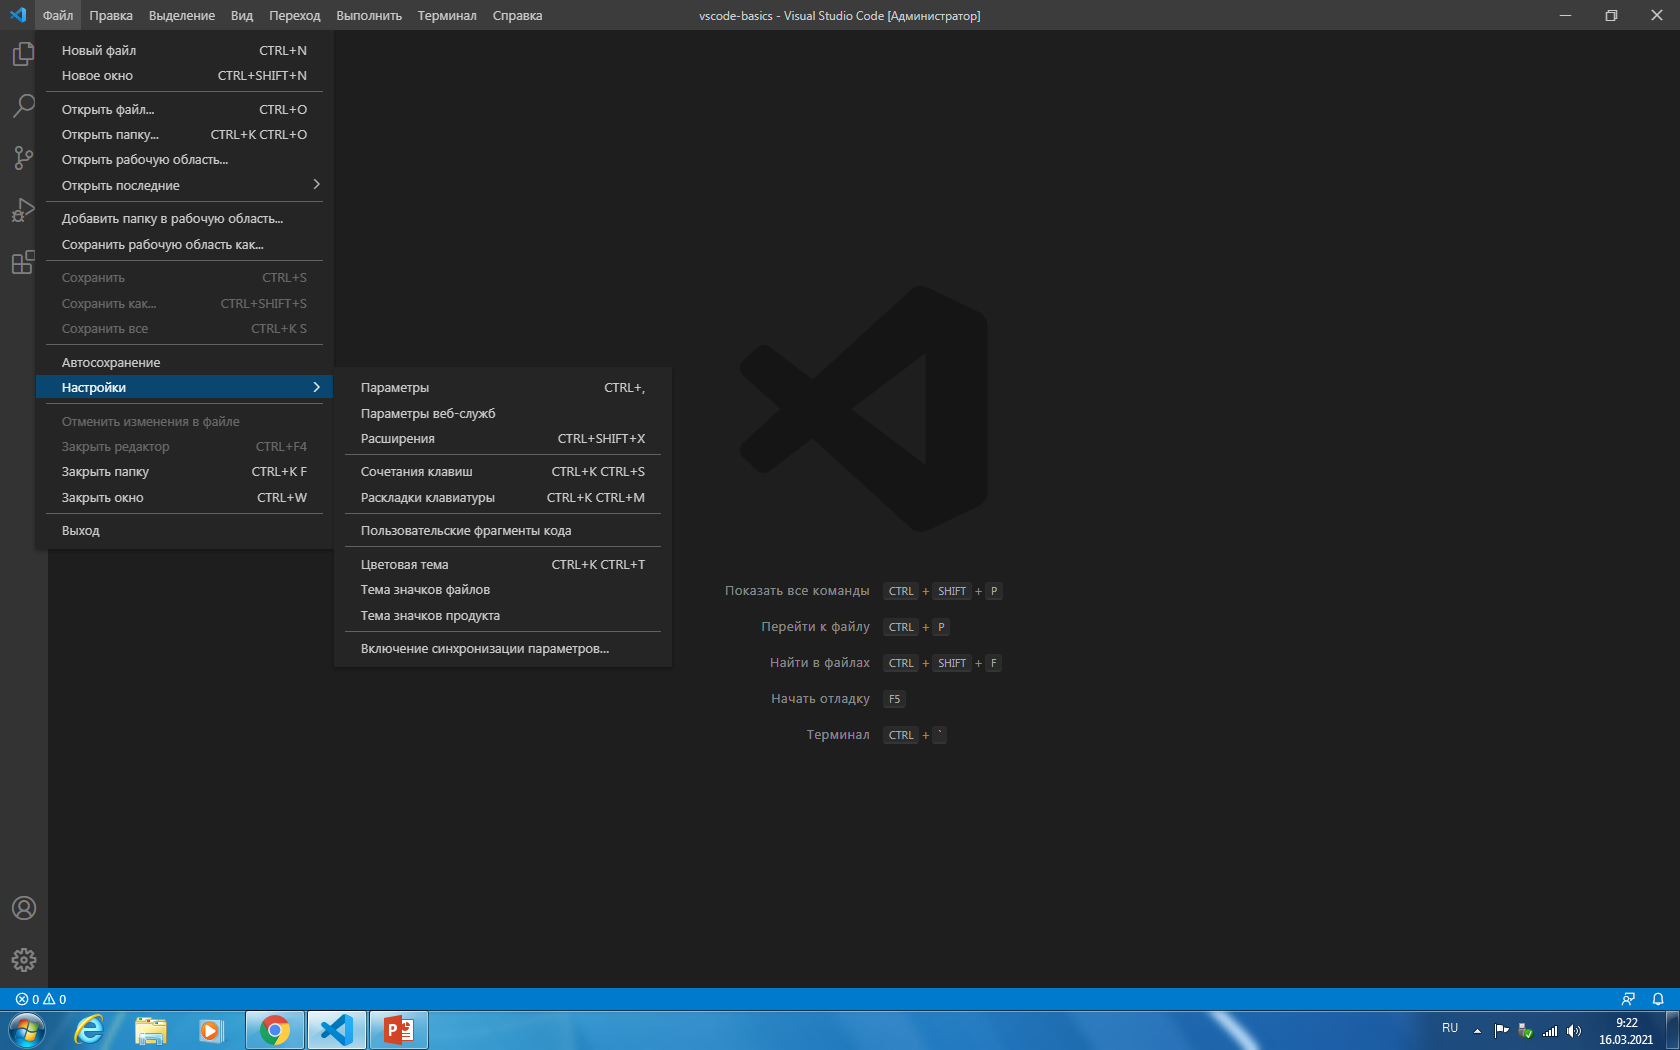 Файл Правка Выделение Вид Переход Выполнить Терминал Справка vscode-basics - Visual Studio Code [Администратор]
Новый файл CTRL+N
Новое окно CTRL+SHIFT+N
Открыть файл... CTRL+O
Открыть папку... CTRL+K CTRL+O
Открыть рабочую область...
Открыть последние
Добавить папку в рабочую область...
Сохранить рабочую область как...
Сохранить CTRL+S
Сохранить как... CTRL+SHIFT+S
Сохранить все CTRL+K S
Автосохранение
Настройки
Отменить изменения в файле
Закрыть редактор CTRL+F4
Закрыть папку CTRL+K F
Закрыть окно CTRL+W
Выход
Параметры CTRL+,
Параметры веб-служб
Расширения CTRL+SHIFT+X
Сочетания клавиш CTRL+K CTRL+S
Раскладки клавиатуры CTRL+K CTRL+M
Пользовательские фрагменты кода
Цветовая тема CTRL+K CTRL+T
Тема значков файлов
Тема значков продукта
Включение синхронизации параметров...
Показать все команды CTRL + SHIFT + P
Перейти к файлу CTRL + P
Найти в файлах CTRL + SHIFT + F
Начать отладку F5
Терминал CTRL + `
0 0
RU 9:22
16.03.2021